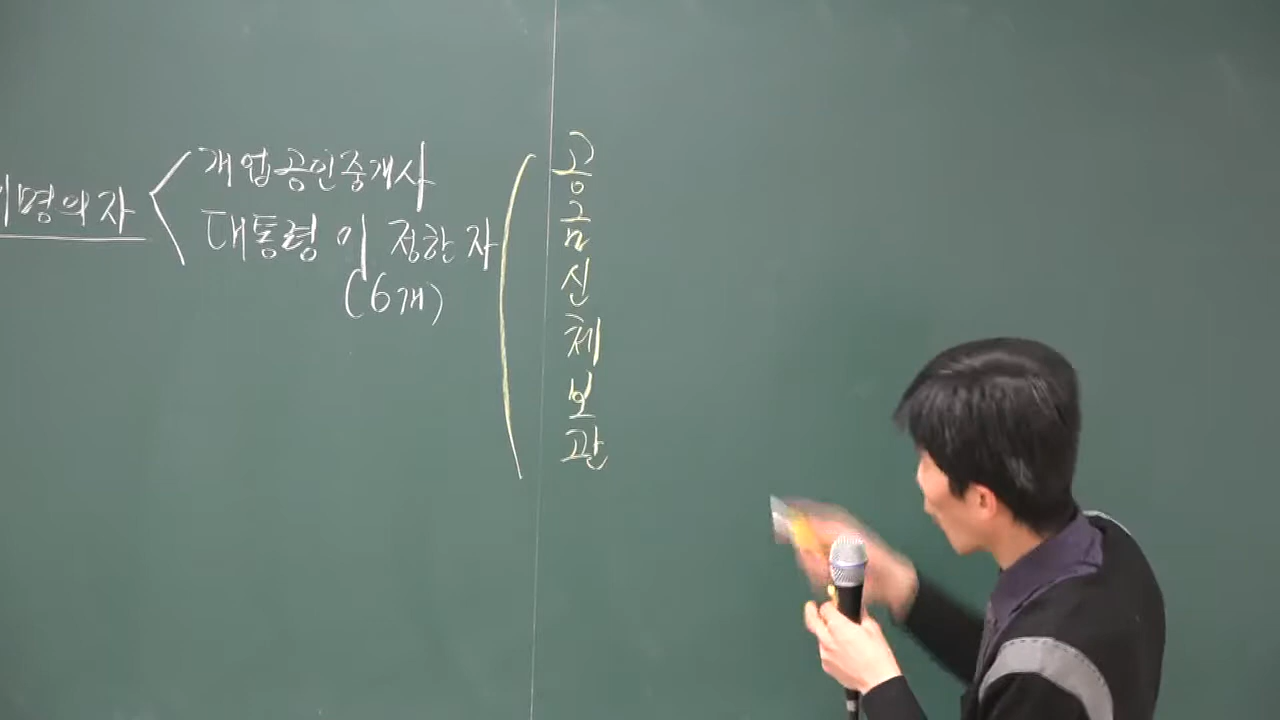 명의자
개업공인중개사
대통령이 정한 자
(6개)
공
금
신
체
보
관